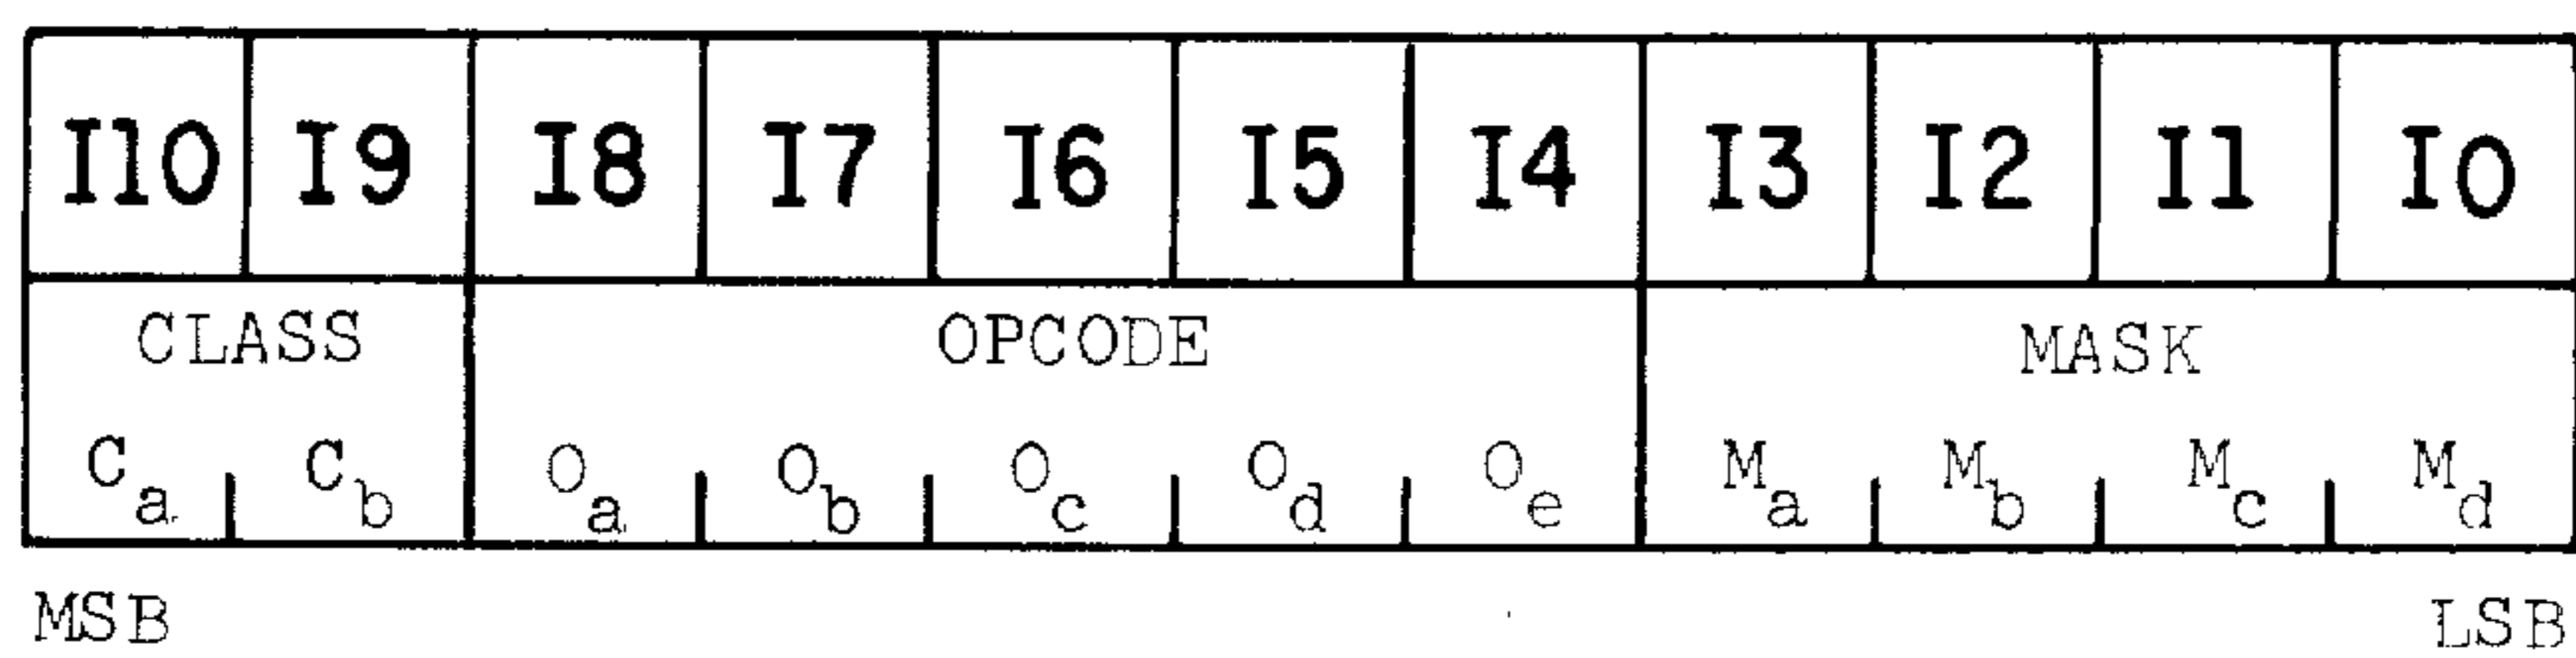 I10 I9 I8 I7 I6 I5 I4 I3 I2 I1 I0
CLASS OPCODE MASK
Ca Cb Oa Ob Oc Od Oe Ma Mb Mc Md
MSB LSB